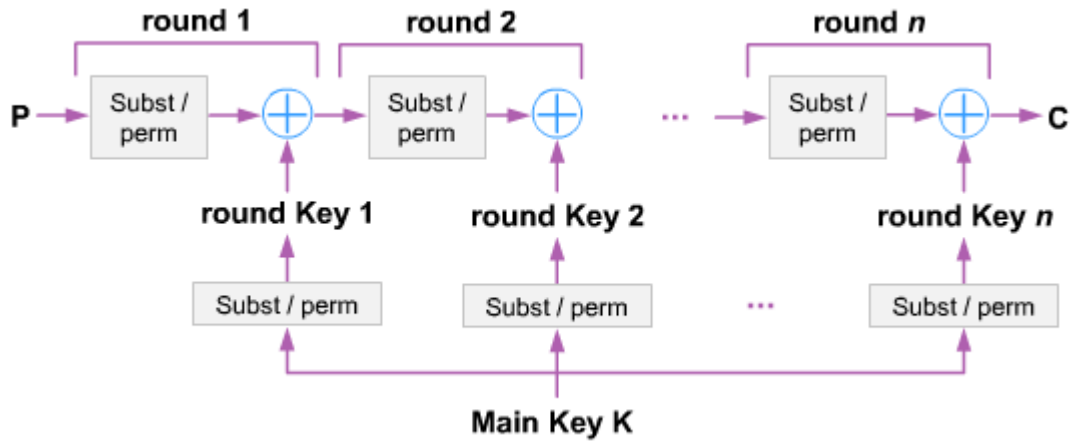 round 1
round 2
round n
P
Subst /
perm
Subst /
perm
...
Subst /
perm
C
round Key 1
round Key 2
round Key n
Subst / perm
Subst / perm
...
Subst / perm
Main Key K